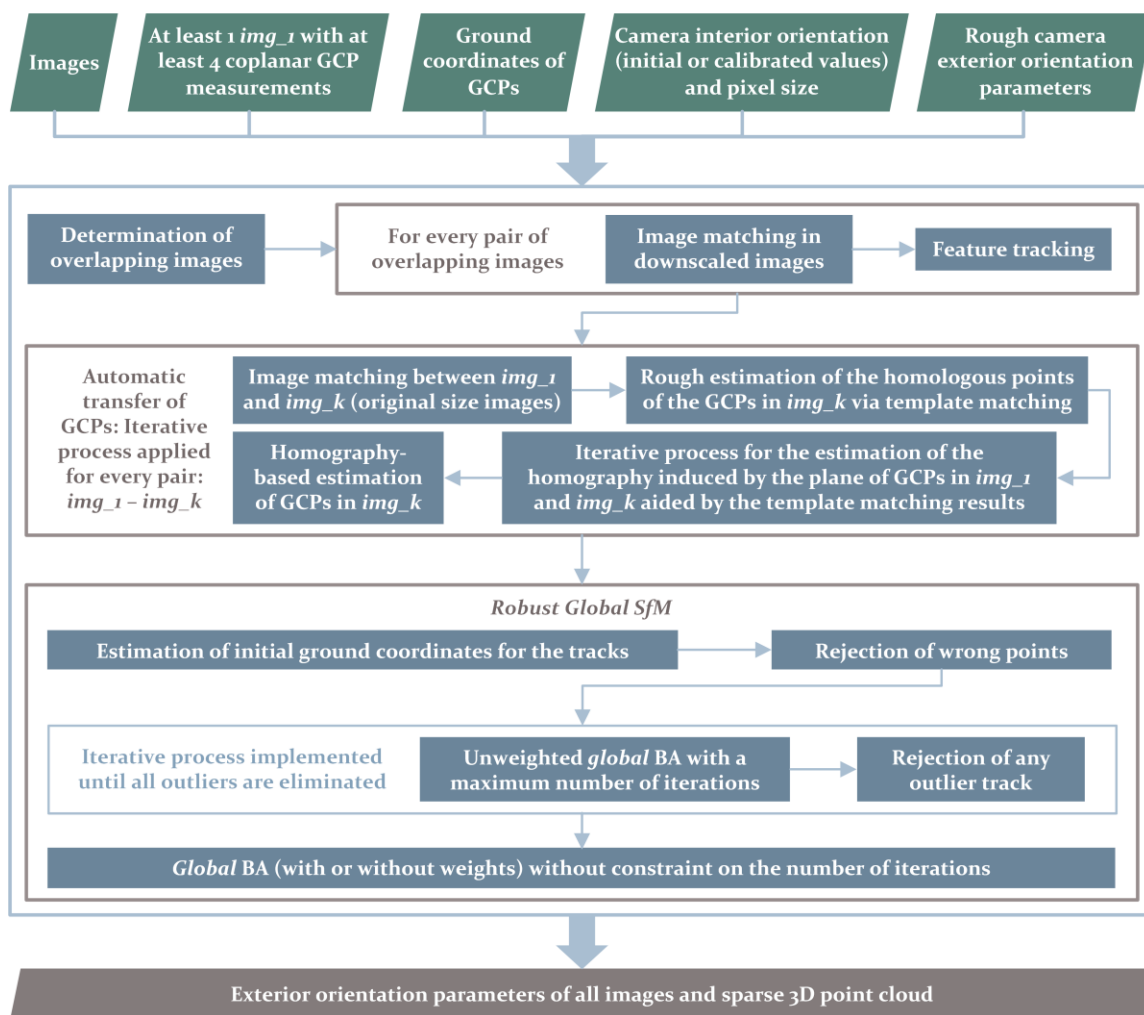 Images
At least 1 img_1 with at
least 4 coplanar GCP
measurements
Ground
coordinates of
GCPs
Camera interior orientation
(initial or calibrated values)
and pixel size
Rough camera
exterior orientation
parameters
Determination of
overlapping images
For every pair of
overlapping images
Image matching in
downscaled images
Feature tracking
Automatic
transfer of
GCPs: Iterative
process applied
for every pair:
img_1 – img_k
Image matching between img_1
and img_k (original size images)
Rough estimation of the homologous points
of the GCPs in img_k via template matching
Iterative process for the estimation of the
homography induced by the plane of GCPs in img_1
and img_k aided by the template matching results
Homography-
based estimation
of GCPs in img_k
Robust Global SfM
Estimation of initial ground coordinates for the tracks
Rejection of wrong points
Iterative process implemented
until all outliers are eliminated
Unweighted global BA with a
maximum number of iterations
Rejection of any
outlier track
Global BA (with or without weights) without constraint on the number of iterations
Exterior orientation parameters of all images and sparse 3D point cloud